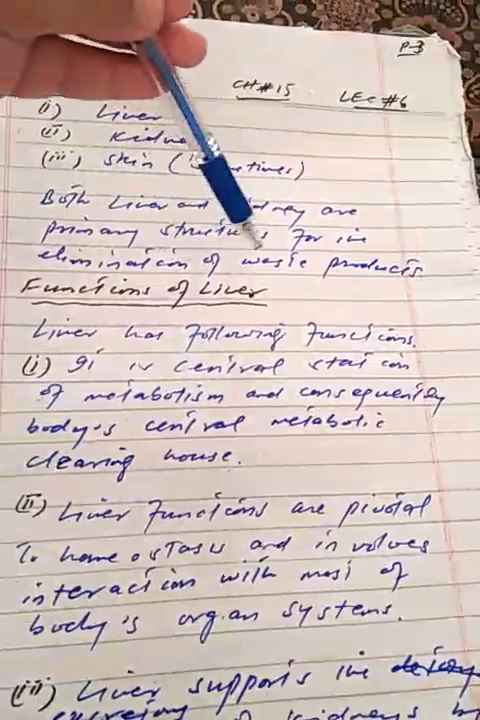 P-3
CH#15 LEC#6
(i) Liver
(ii)
(iii) Skin
Both Liver and are
primary for the
elimination of waste products
Functions of Liver
Liver has following functions.
(i) It is central station
of metabolism and consequently
body's central metabolic
clearing house.
(ii) Liver functions are pivotal
To homeostasis and involves
interaction with most of
body's organ systems.
(iii) Liver supports the